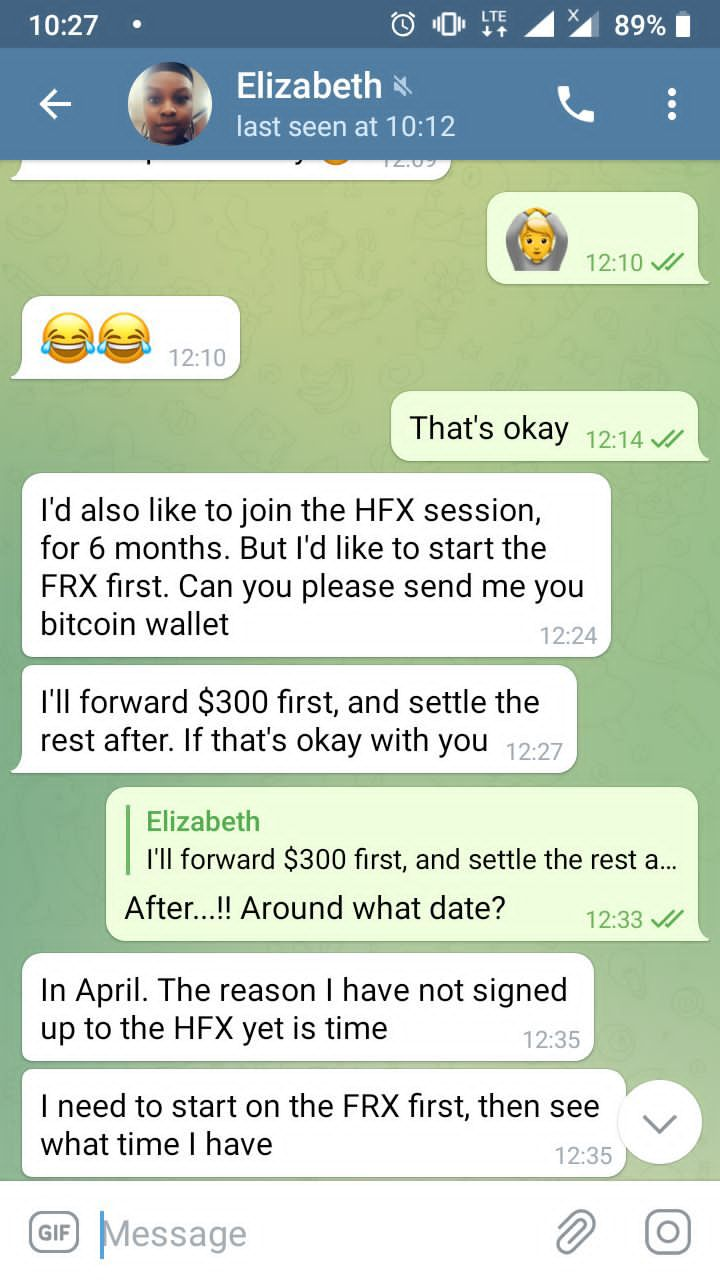 10:27
LTE
X
89%
Elizabeth
last seen at 10:12
12:10
12:10
That's okay
12:14
I'd also like to join the HFX session,
for 6 months. But I'd like to start the
FRX first. Can you please send me you
bitcoin wallet
12:24
I'll forward $300 first, and settle the
rest after. If that's okay with you
12:27
Elizabeth
I'll forward $300 first, and settle the rest a...
After...!! Around what date?
12:33
In April. The reason I have not signed
up to the HFX yet is time
12:35
I need to start on the FRX first, then see
what time I have
12:35
GIF
Message